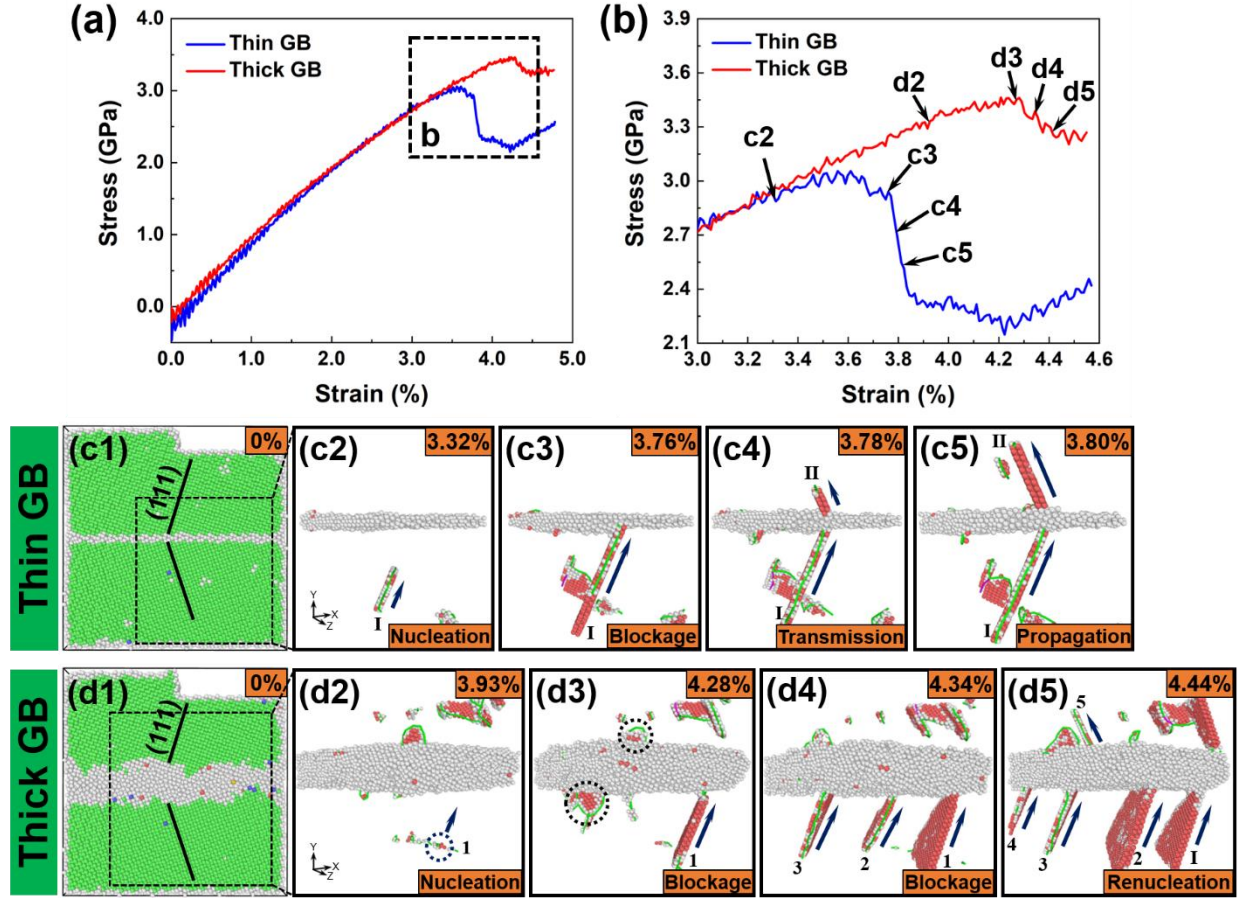 (a)
Thin GB
Thick GB
b
Stress (GPa)
4.0
3.0
2.0
1.0
0.0
0.0 1.0 2.0 3.0 4.0 5.0
Strain (%)
(b)
Thin GB
Thick GB
c2
c3
c4
c5
d2
d3
d4
d5
Stress (GPa)
3.9
3.6
3.3
3.0
2.7
2.4
2.1
3.0 3.2 3.4 3.6 3.8 4.0 4.2 4.4 4.6
Strain (%)
Thin GB
(c1)
0%
(111)
(c2)
3.32%
I
Y
X
Z
Nucleation
(c3)
3.76%
I
Blockage
(c4)
3.78%
II
I
Transmission
(c5)
3.80%
II
I
Propagation
Thick GB
(d1)
0%
(111)
(d2)
3.93%
1
Y
X
Z
Nucleation
(d3)
4.28%
1
Blockage
(d4)
4.34%
3
2
1
Blockage
(d5)
4.44%
5
4
3
2
I
Renucleation